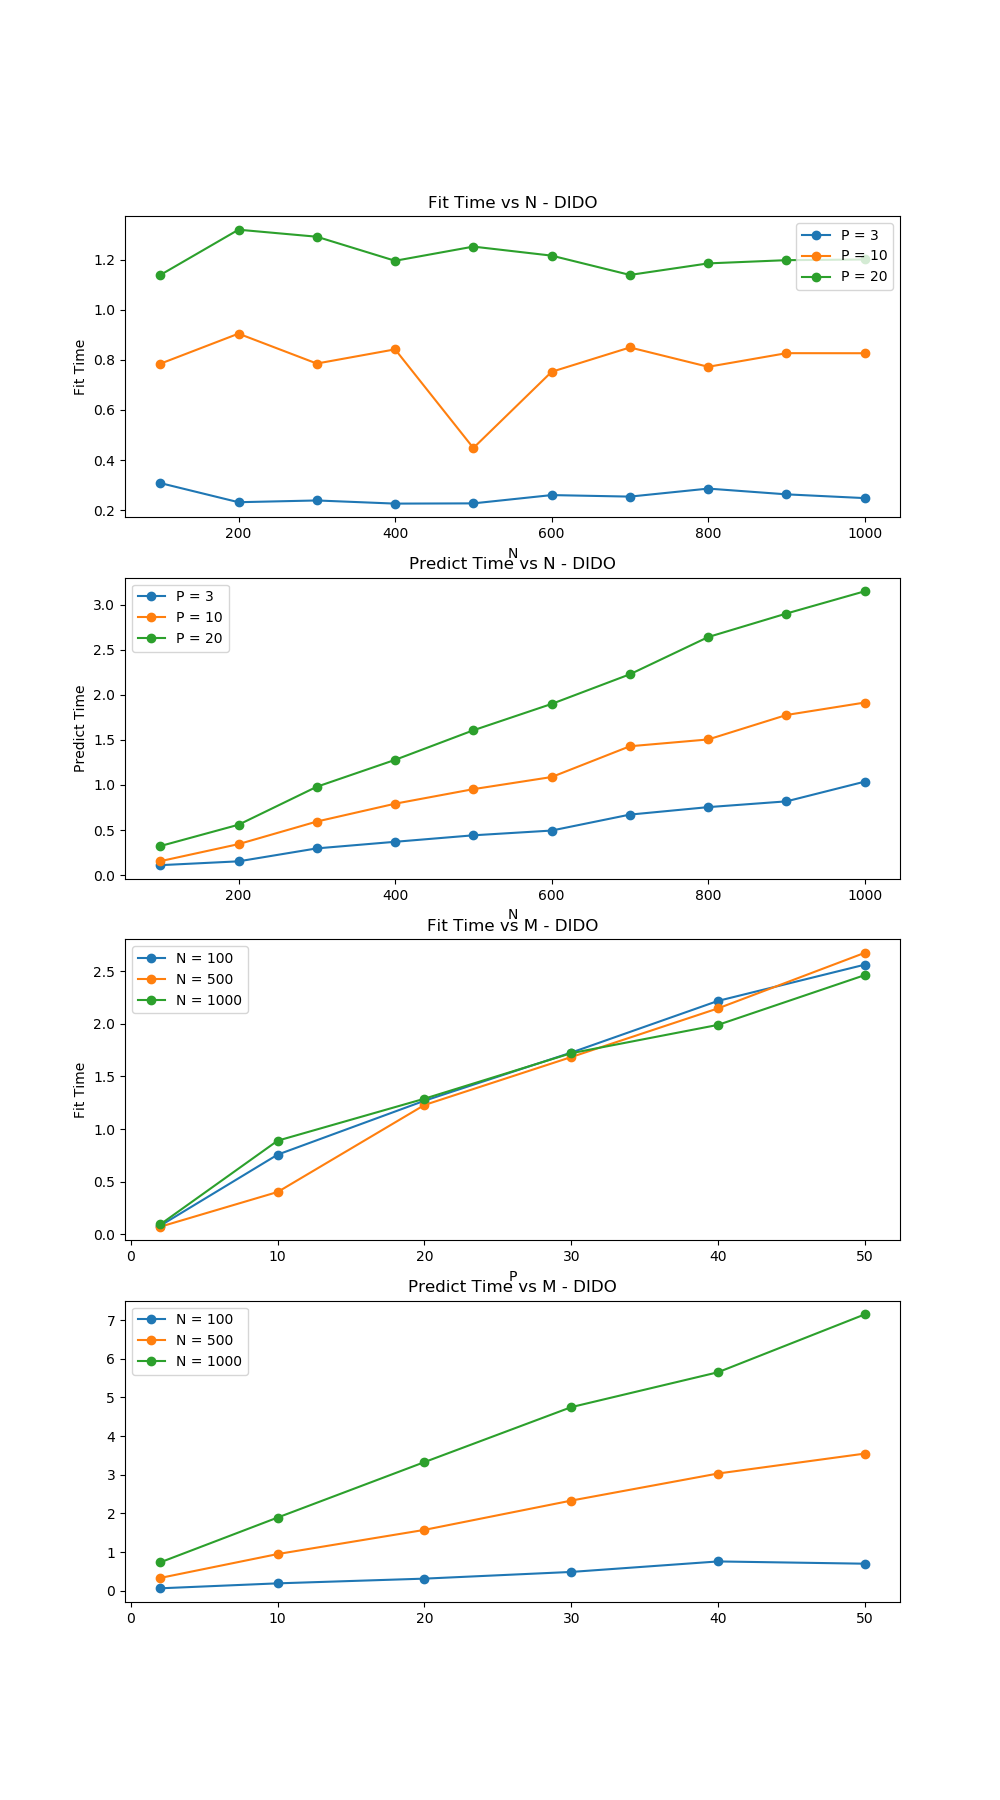 Fit Time vs N - DIDO
P = 3
P = 10
P = 20
Fit Time
1.2
1.0
0.8
0.6
0.4
0.2
200 400 600 800 1000
N
Predict Time vs N - DIDO
P = 3
P = 10
P = 20
Predict Time
3.0
2.5
2.0
1.5
1.0
0.5
0.0
200 400 600 800 1000
N
Fit Time vs M - DIDO
N = 100
N = 500
N = 1000
Fit Time
2.5
2.0
1.5
1.0
0.5
0.0
0 10 20 30 40 50
P
Predict Time vs M - DIDO
N = 100
N = 500
N = 1000
7
6
5
4
3
2
1
0
0 10 20 30 40 50